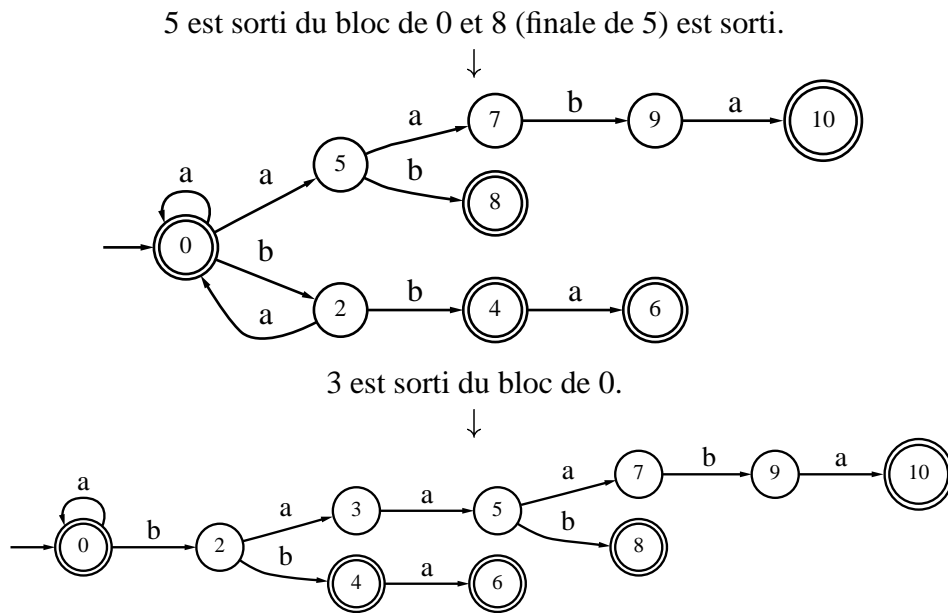 5 est sorti du bloc de 0 et 8 (finale de 5) est sorti.
↓
a b a
7 9 10
a a 5 b 8
0 b
a 2 b 4 a 6
3 est sorti du bloc de 0.
↓
a 7 b 9 a 10
a a 3 a 5 b 8
0 b 2 b 4 a 6